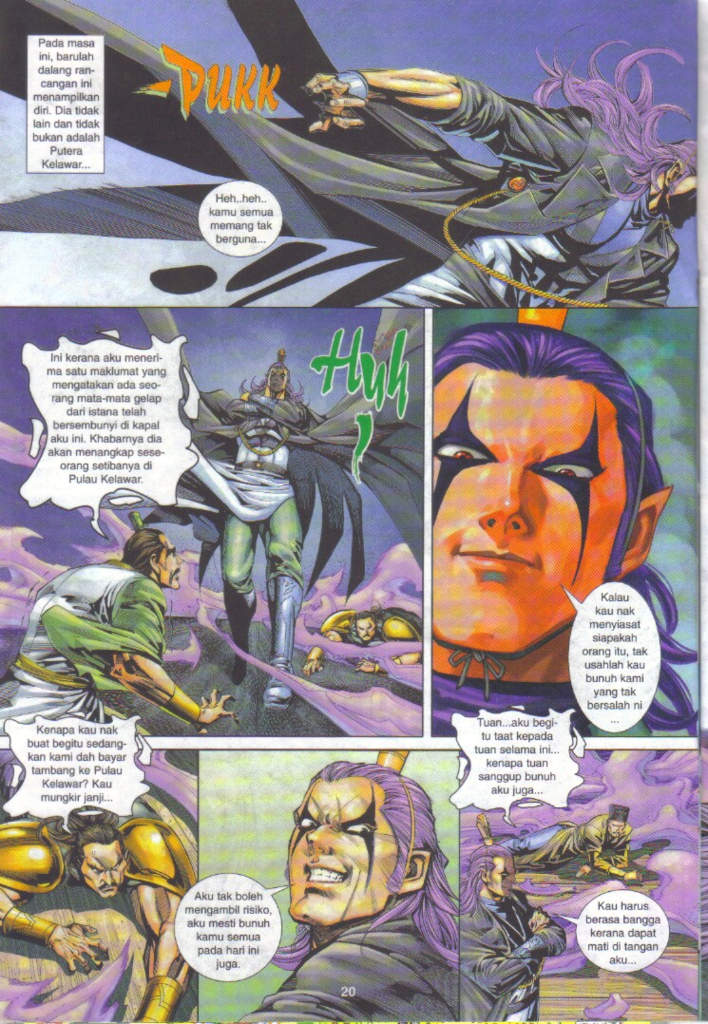 Pada masa
ini, barulah
dalang ran-
cangan ini
menampilkan
diri. Dia tidak
lain dan tidak
bukan adalah
Putera
Kelawar...
PUKK
Heh..heh..
kamu semua
memang tak
berguna...
Ini kerana aku meneri-
ma satu maklumat yang
mengatakan ada seo-
rang mata-mata gelap
dari istana telah
bersembunyi di kapal
aku ini. Khabarnya dia
akan menangkap sese-
orang setibanya di
Pulau Kelawar.
Huh
Kalau
kau nak
menyiasat
siapakah
orang itu, tak
usahlah kau
bunuh kami
yang tak
bersalah ni
...
Kenapa kau nak
buat begitu sedang-
kan kami dah bayar
tambang ke Pulau
Kelawar? Kau
mungkir janji...
Aku tak boleh
mengambil risiko,
aku mesti bunuh
kamu semua
pada hari ini
juga.
Tuan...aku begi-
tu taat kepada
tuan selama ini...
kenapa tuan
sanggup bunuh
aku juga...
Kau harus
berasa bangga
kerana dapat
mati di tangan
aku...
20